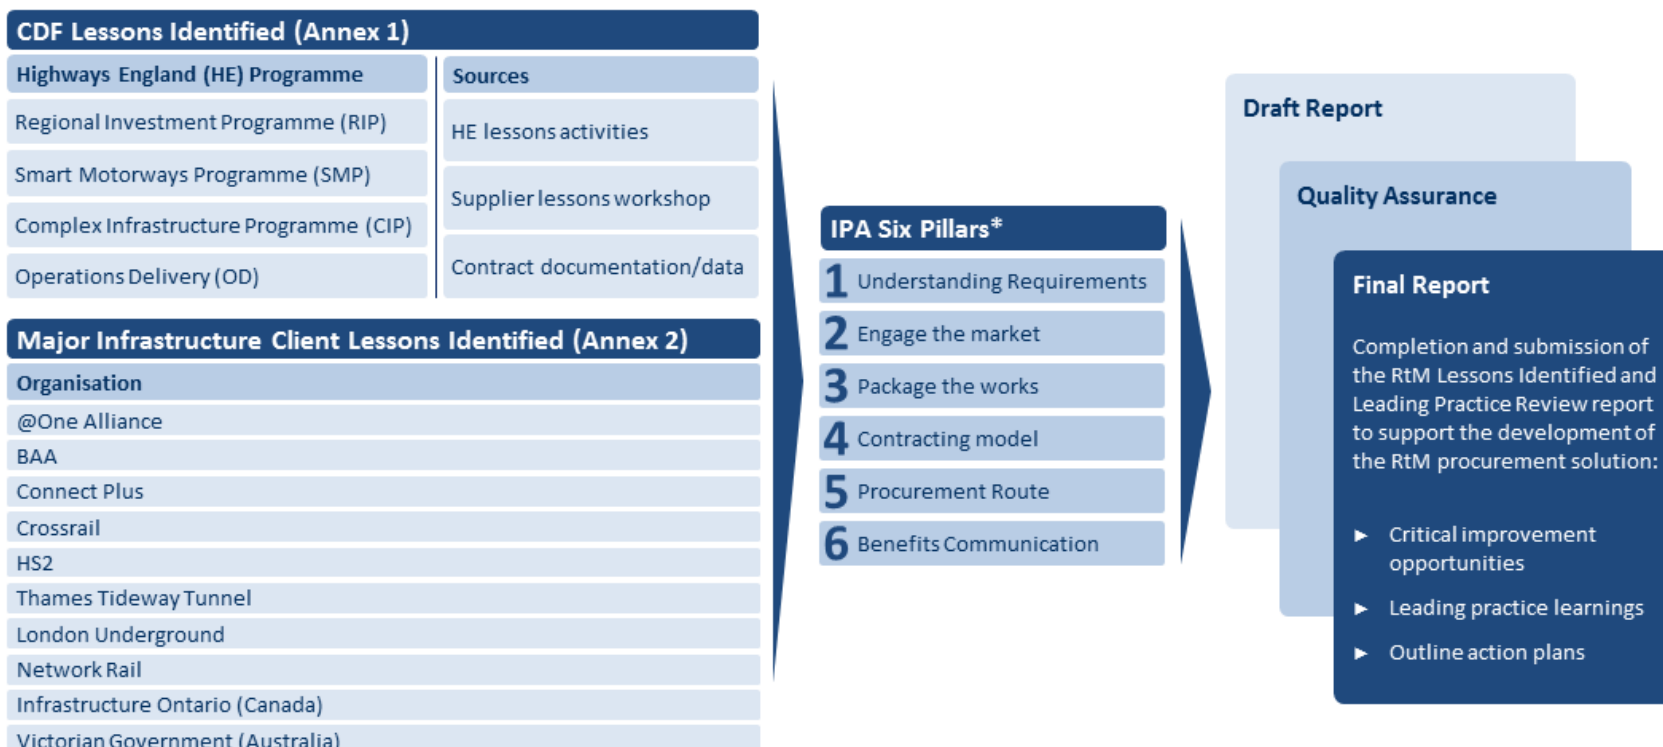 CDF Lessons Identified (Annex 1)
Highways England (HE) Programme
Regional Investment Programme (RIP)
Smart Motorways Programme (SMP)
Complex Infrastructure Programme (CIP)
Operations Delivery (OD)
Sources
HE lessons activities
Supplier lessons workshop
Contract documentation/data
Major Infrastructure Client Lessons Identified (Annex 2)
Organisation
@One Alliance
BAA
Connect Plus
Crossrail
HS2
Thames Tideway Tunnel
London Underground
Network Rail
Infrastructure Ontario (Canada)
Victorian Government (Australia)
IPA Six Pillars*
1 Understanding Requirements
2 Engage the market
3 Package the works
4 Contracting model
5 Procurement Route
6 Benefits Communication
Draft Report
Quality Assurance
Final Report
Completion and submission of
the RtM Lessons Identified and
Leading Practice Review report
to support the development of
the RtM procurement solution:
► Critical improvement
opportunities
► Leading practice learnings
► Outline action plans